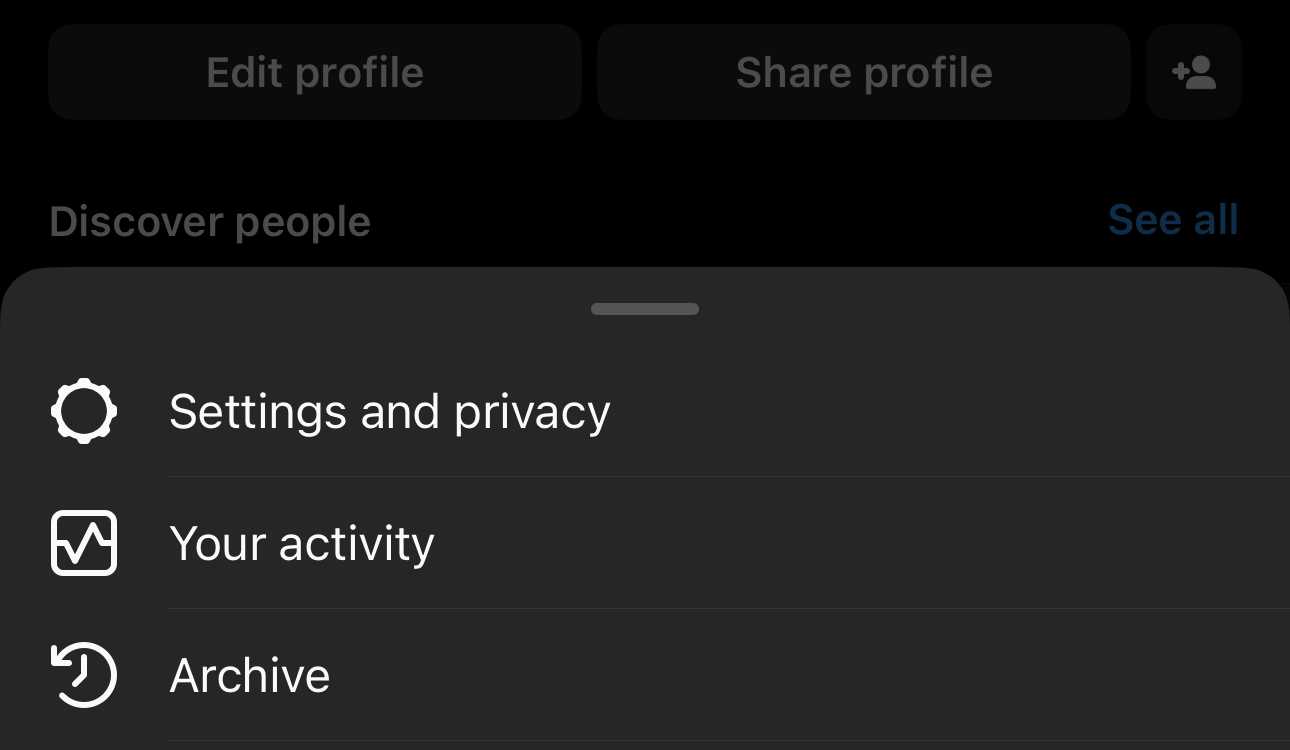 Edit profile
Share profile
Discover people
See all
Settings and privacy
Your activity
Archive